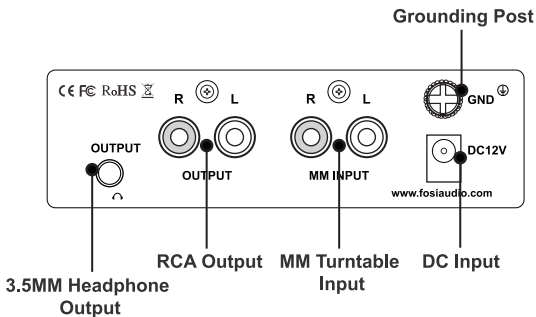 Grounding Post
CE FC RoHS
R L
R L
GND
OUTPUT
OUTPUT
MM INPUT
DC12V
www.fosiaudio.com
RCA Output
MM Turntable
Input
DC Input
3.5MM Headphone
Output